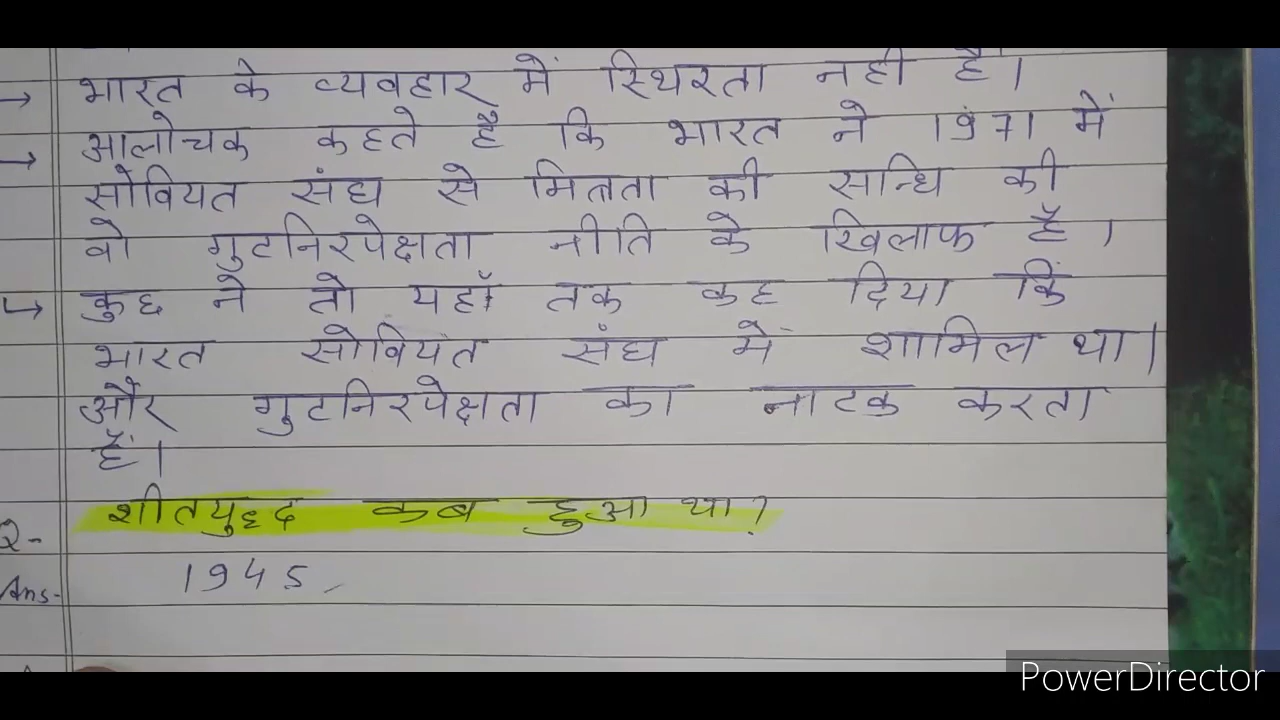 → भारत के व्यवहार में स्थिरता नही है।
→ आलोचक कहते है कि भारत ने 1971 में
सोवियत संघ से मित्रता की सन्धि की
वो गुटनिरपेक्षता नीति के खिलाफ है।
↳ कुछ ने तो यहाँ तक कह दिया कि
भारत सोवियत संघ में शामिल था।
और गुटनिरपेक्षता का नाटक करता
हैं।
Q- शीतयुद्द कब हुआ था?
Ans- 1945
PowerDirector